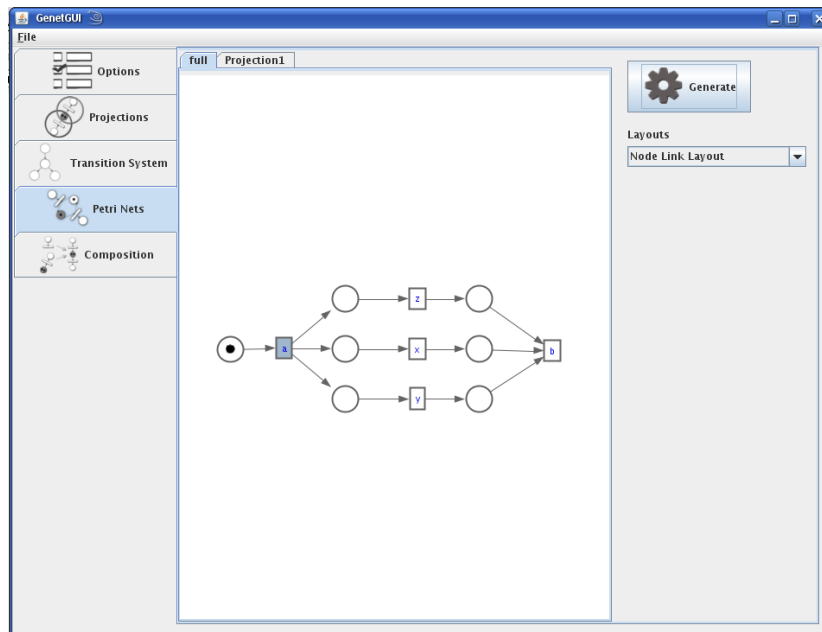 GenetGUI
File
Options
Projections
Transition System
Petri Nets
Composition
full Projection1
Generate
Layouts
Node Link Layout
z
a
x
b
y